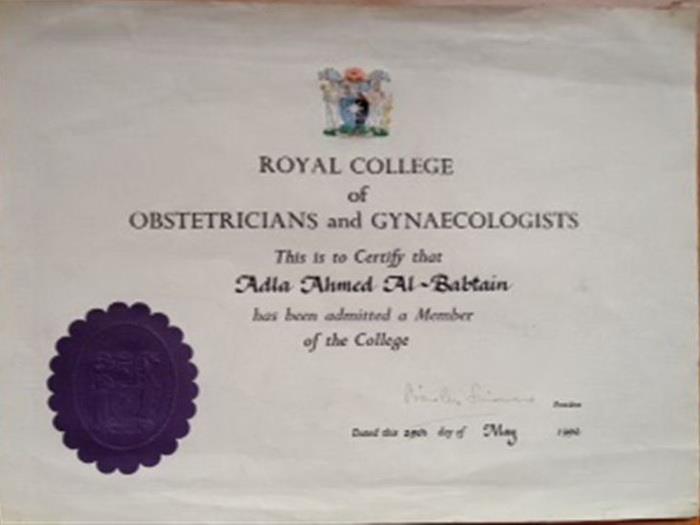 ROYAL COLLEGE
of
OBSTETRICIANS and GYNAECOLOGISTS
This is to Certify that
Adla Ahmed Al-Babtain
has been admitted a Member
of the College
President
Dated this day of May